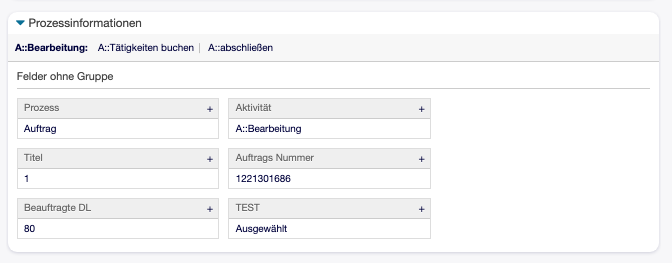 Prozessinformationen
A::Bearbeitung: A::Tätigkeiten buchen | A::abschließen
Felder ohne Gruppe
Prozess + Aktivität +
Auftrag A::Bearbeitung
Titel + Auftrags Nummer +
1 1221301686
Beauftragte DL + TEST +
80 Ausgewählt